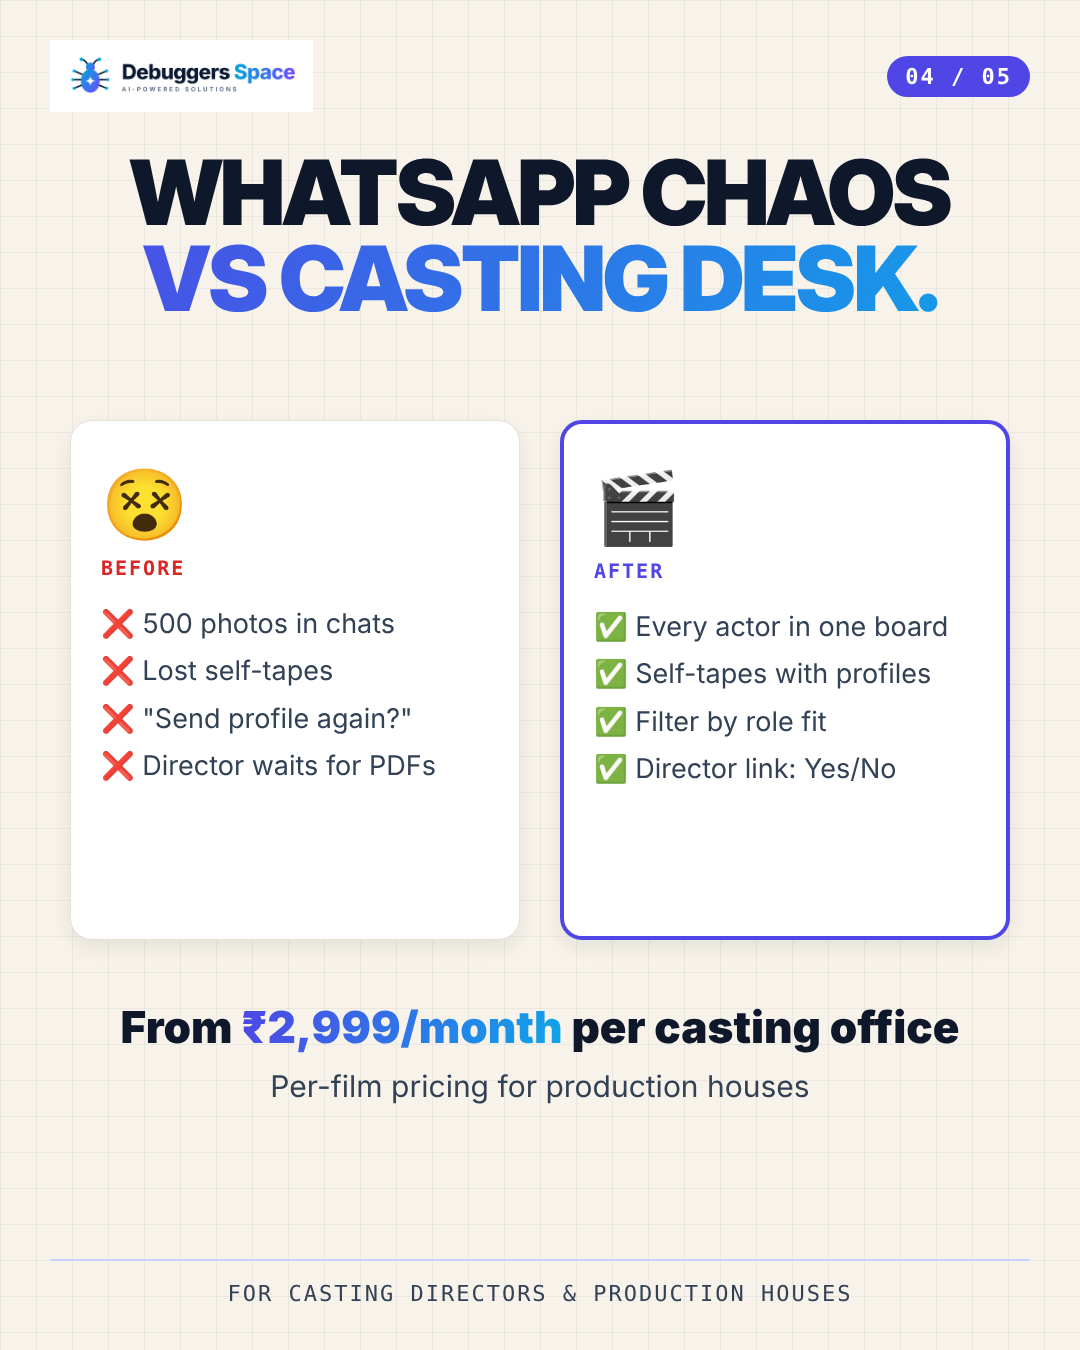 Debuggers Space
AI-POWERED SOLUTIONS
04 / 05
WHATSAPP CHAOS
VS CASTING DESK.
BEFORE
❌ 500 photos in chats
❌ Lost self-tapes
❌ "Send profile again?"
❌ Director waits for PDFs
AFTER
✅ Every actor in one board
✅ Self-tapes with profiles
✅ Filter by role fit
✅ Director link: Yes/No
From ₹2,999/month per casting office
Per-film pricing for production houses
FOR CASTING DIRECTORS & PRODUCTION HOUSES